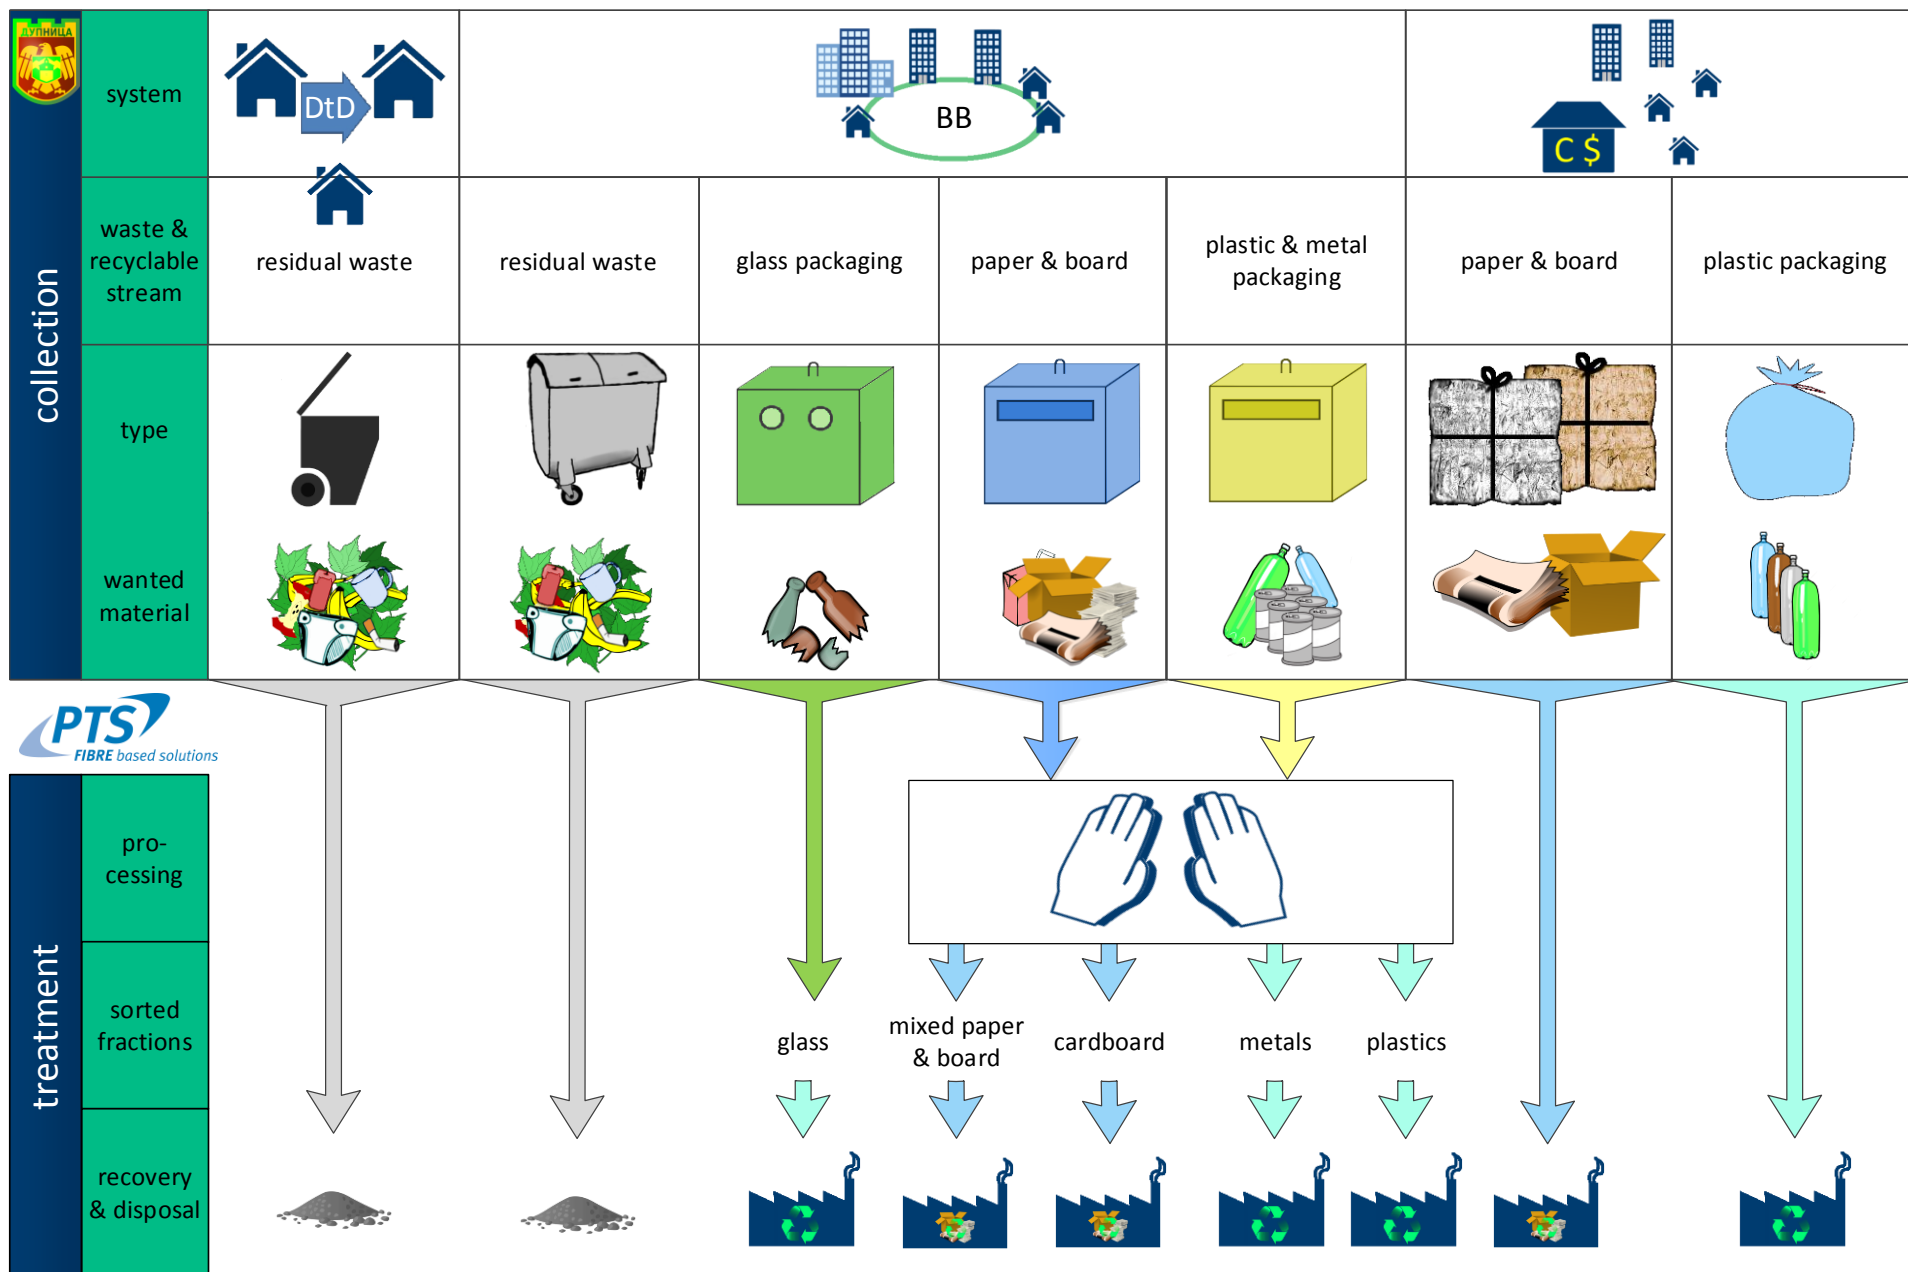 ДУПНИЦА
collection
system
DtD
BB
C $
waste &
recyclable
stream
residual waste
residual waste
glass packaging
paper & board
plastic & metal
packaging
paper & board
plastic packaging
type
wanted
material
PTS
FIBRE based solutions
treatment
pro-
cessing
sorted
fractions
glass
mixed paper
& board
cardboard
metals
plastics
recovery
& disposal